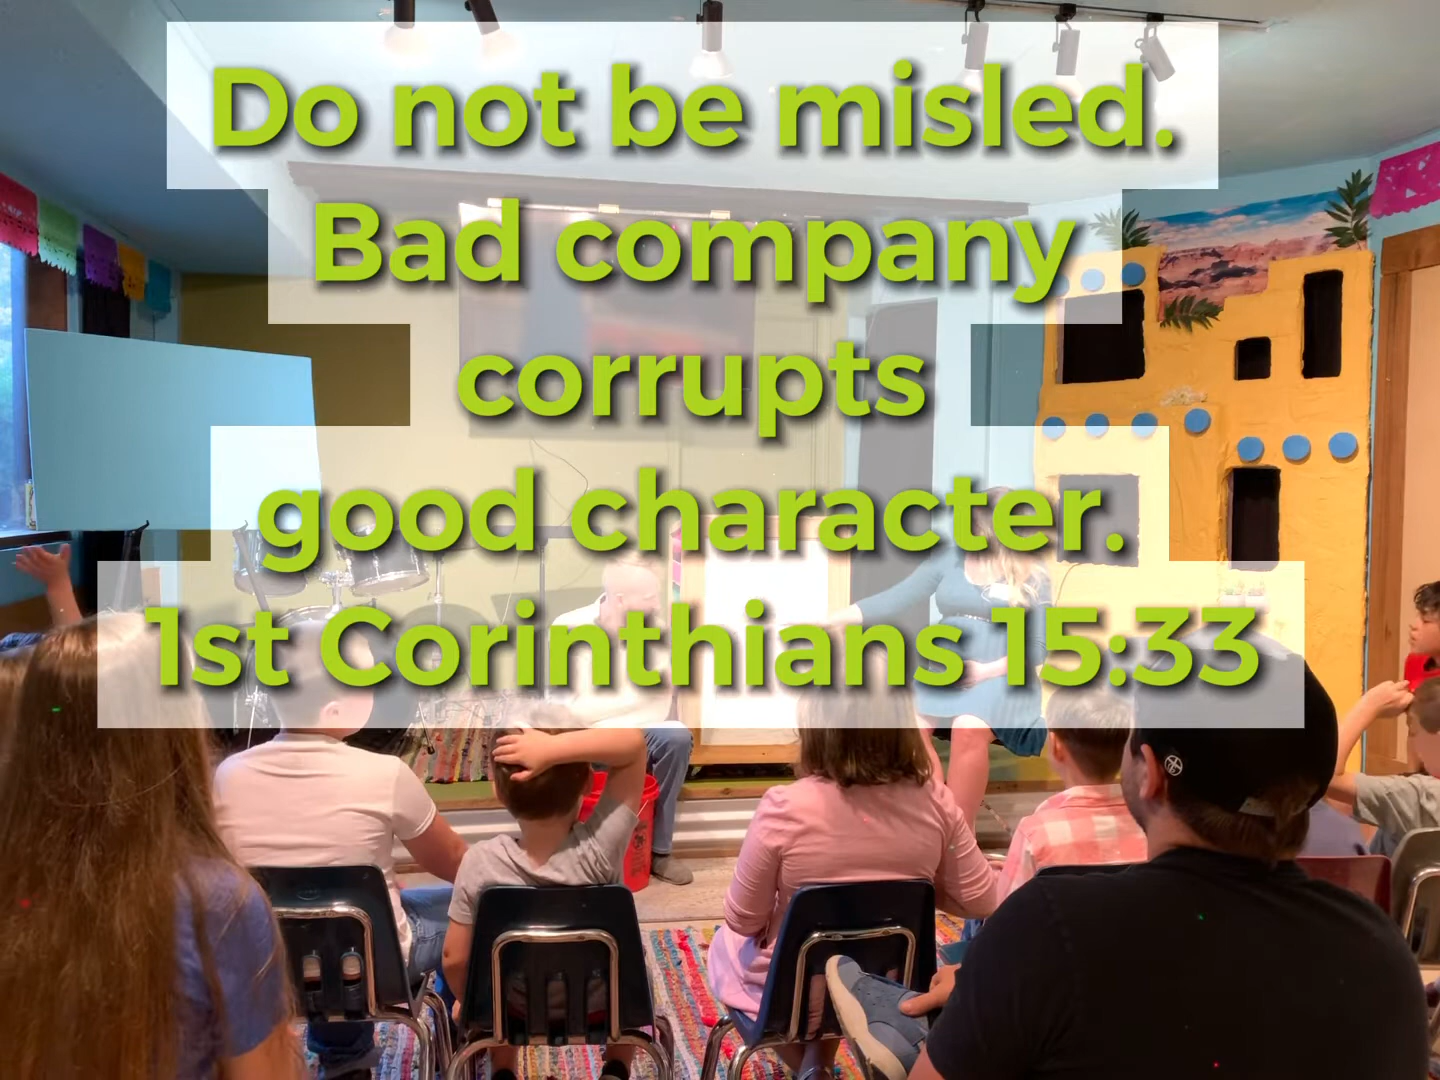 Do not be misled.
Bad company
corrupts
good character.
1st Corinthians 15:33